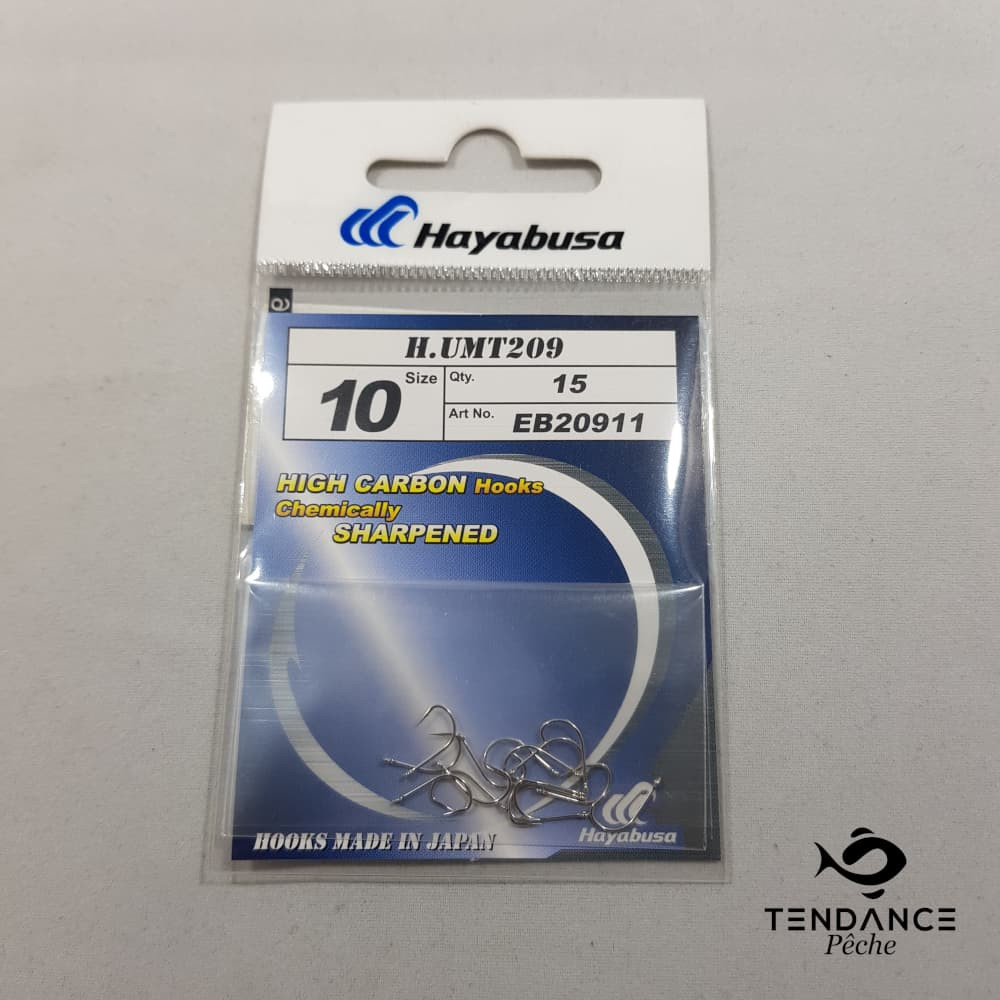 Hayabusa
H.UMT209
10 Size
Qty. 15
Art No. EB20911
HIGH CARBON Hooks
Chemically
SHARPENED
Hayabusa
HOOKS MADE IN JAPAN
TENDANCE
Pêche